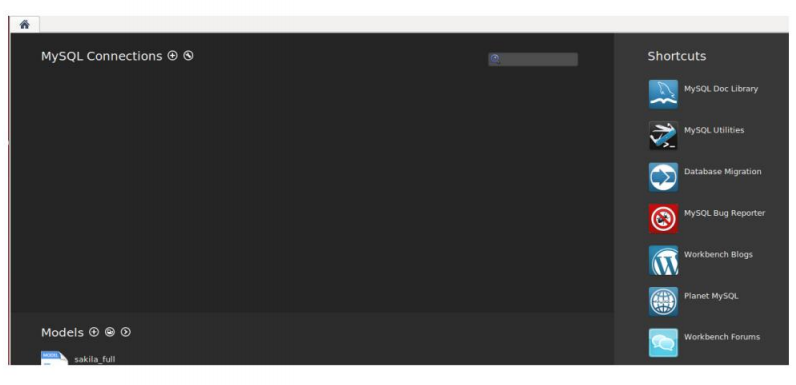 MySQL Connections
Shortcuts
MySQL Doc Library
MySQL Utilities
Database Migration
MySQL Bug Reporter
Workbench Blogs
Planet MySQL
Workbench Forums
Models
MODEL
sakila_full